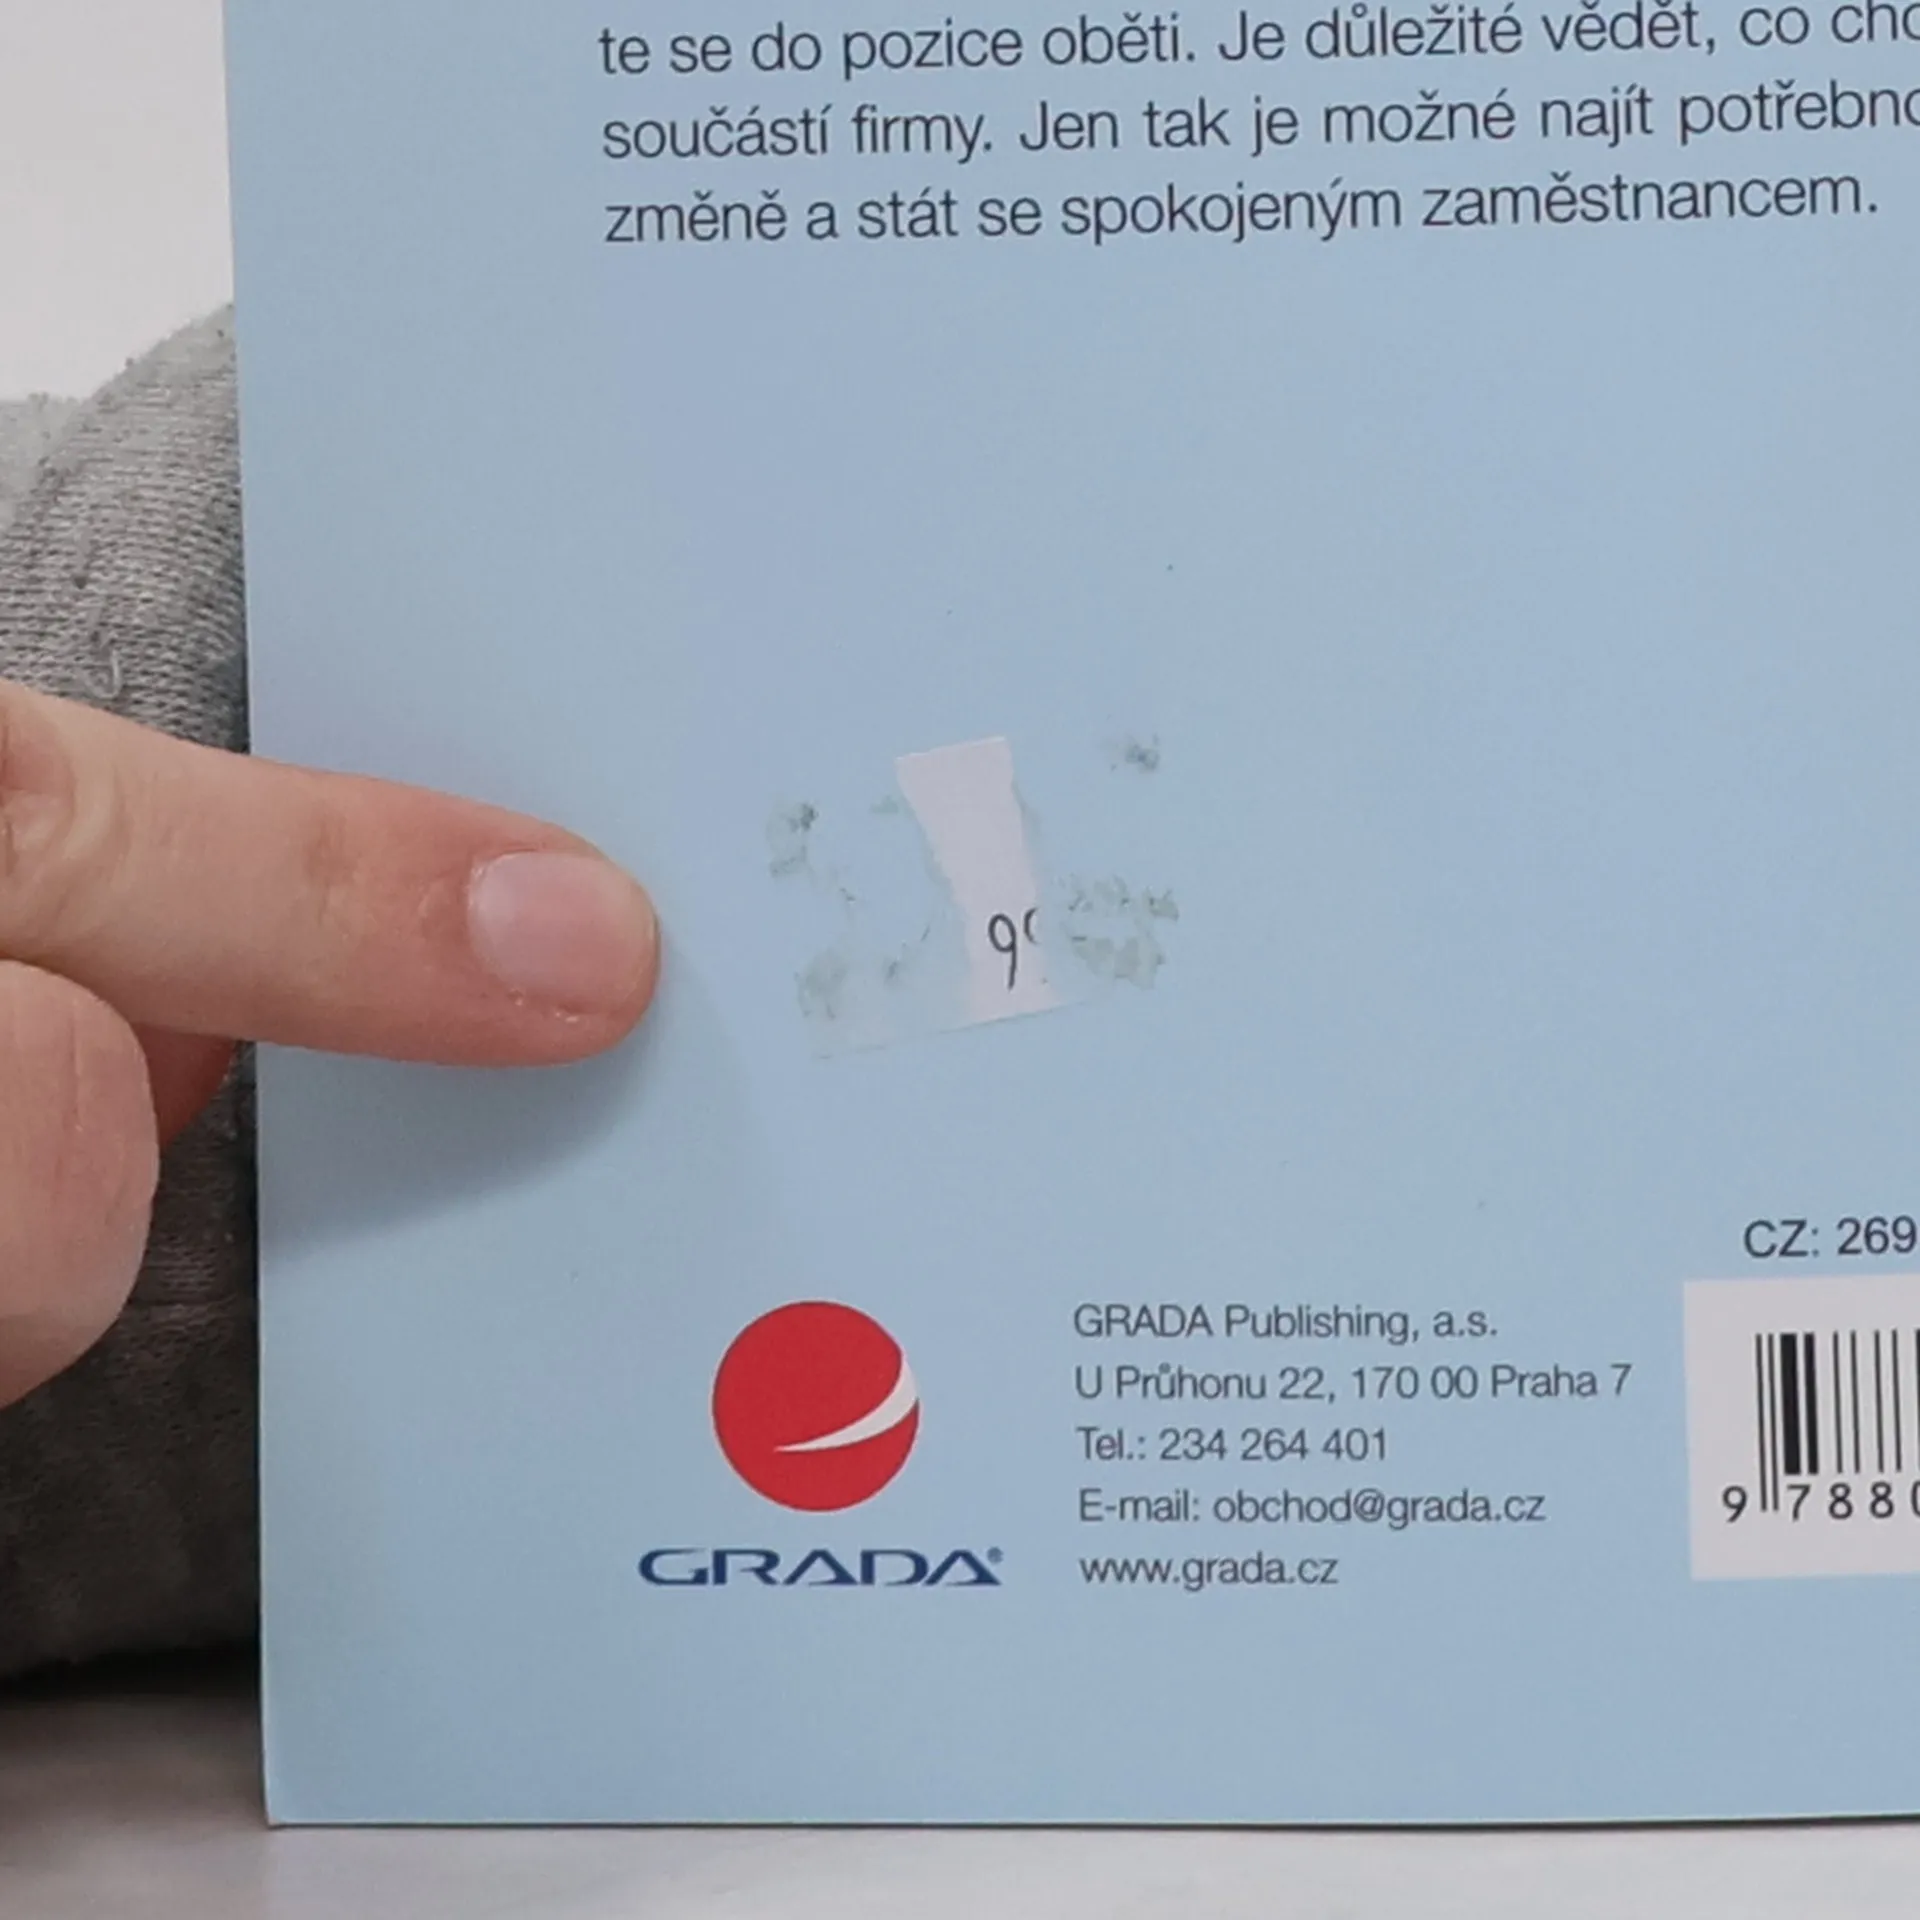 te se do pozice oběti. Je důležité vědět, co
součástí firmy. Jen tak je možné najít
změně a stát se spokojeným zaměstnancem.
9
CZ: 269
GRADA Publishing, a.s.
U Průhonu 22, 170 00 Praha 7
Tel.: 234 264 401
E-mail: obchod@grada.cz
www.grada.cz
9 788
GRADA®